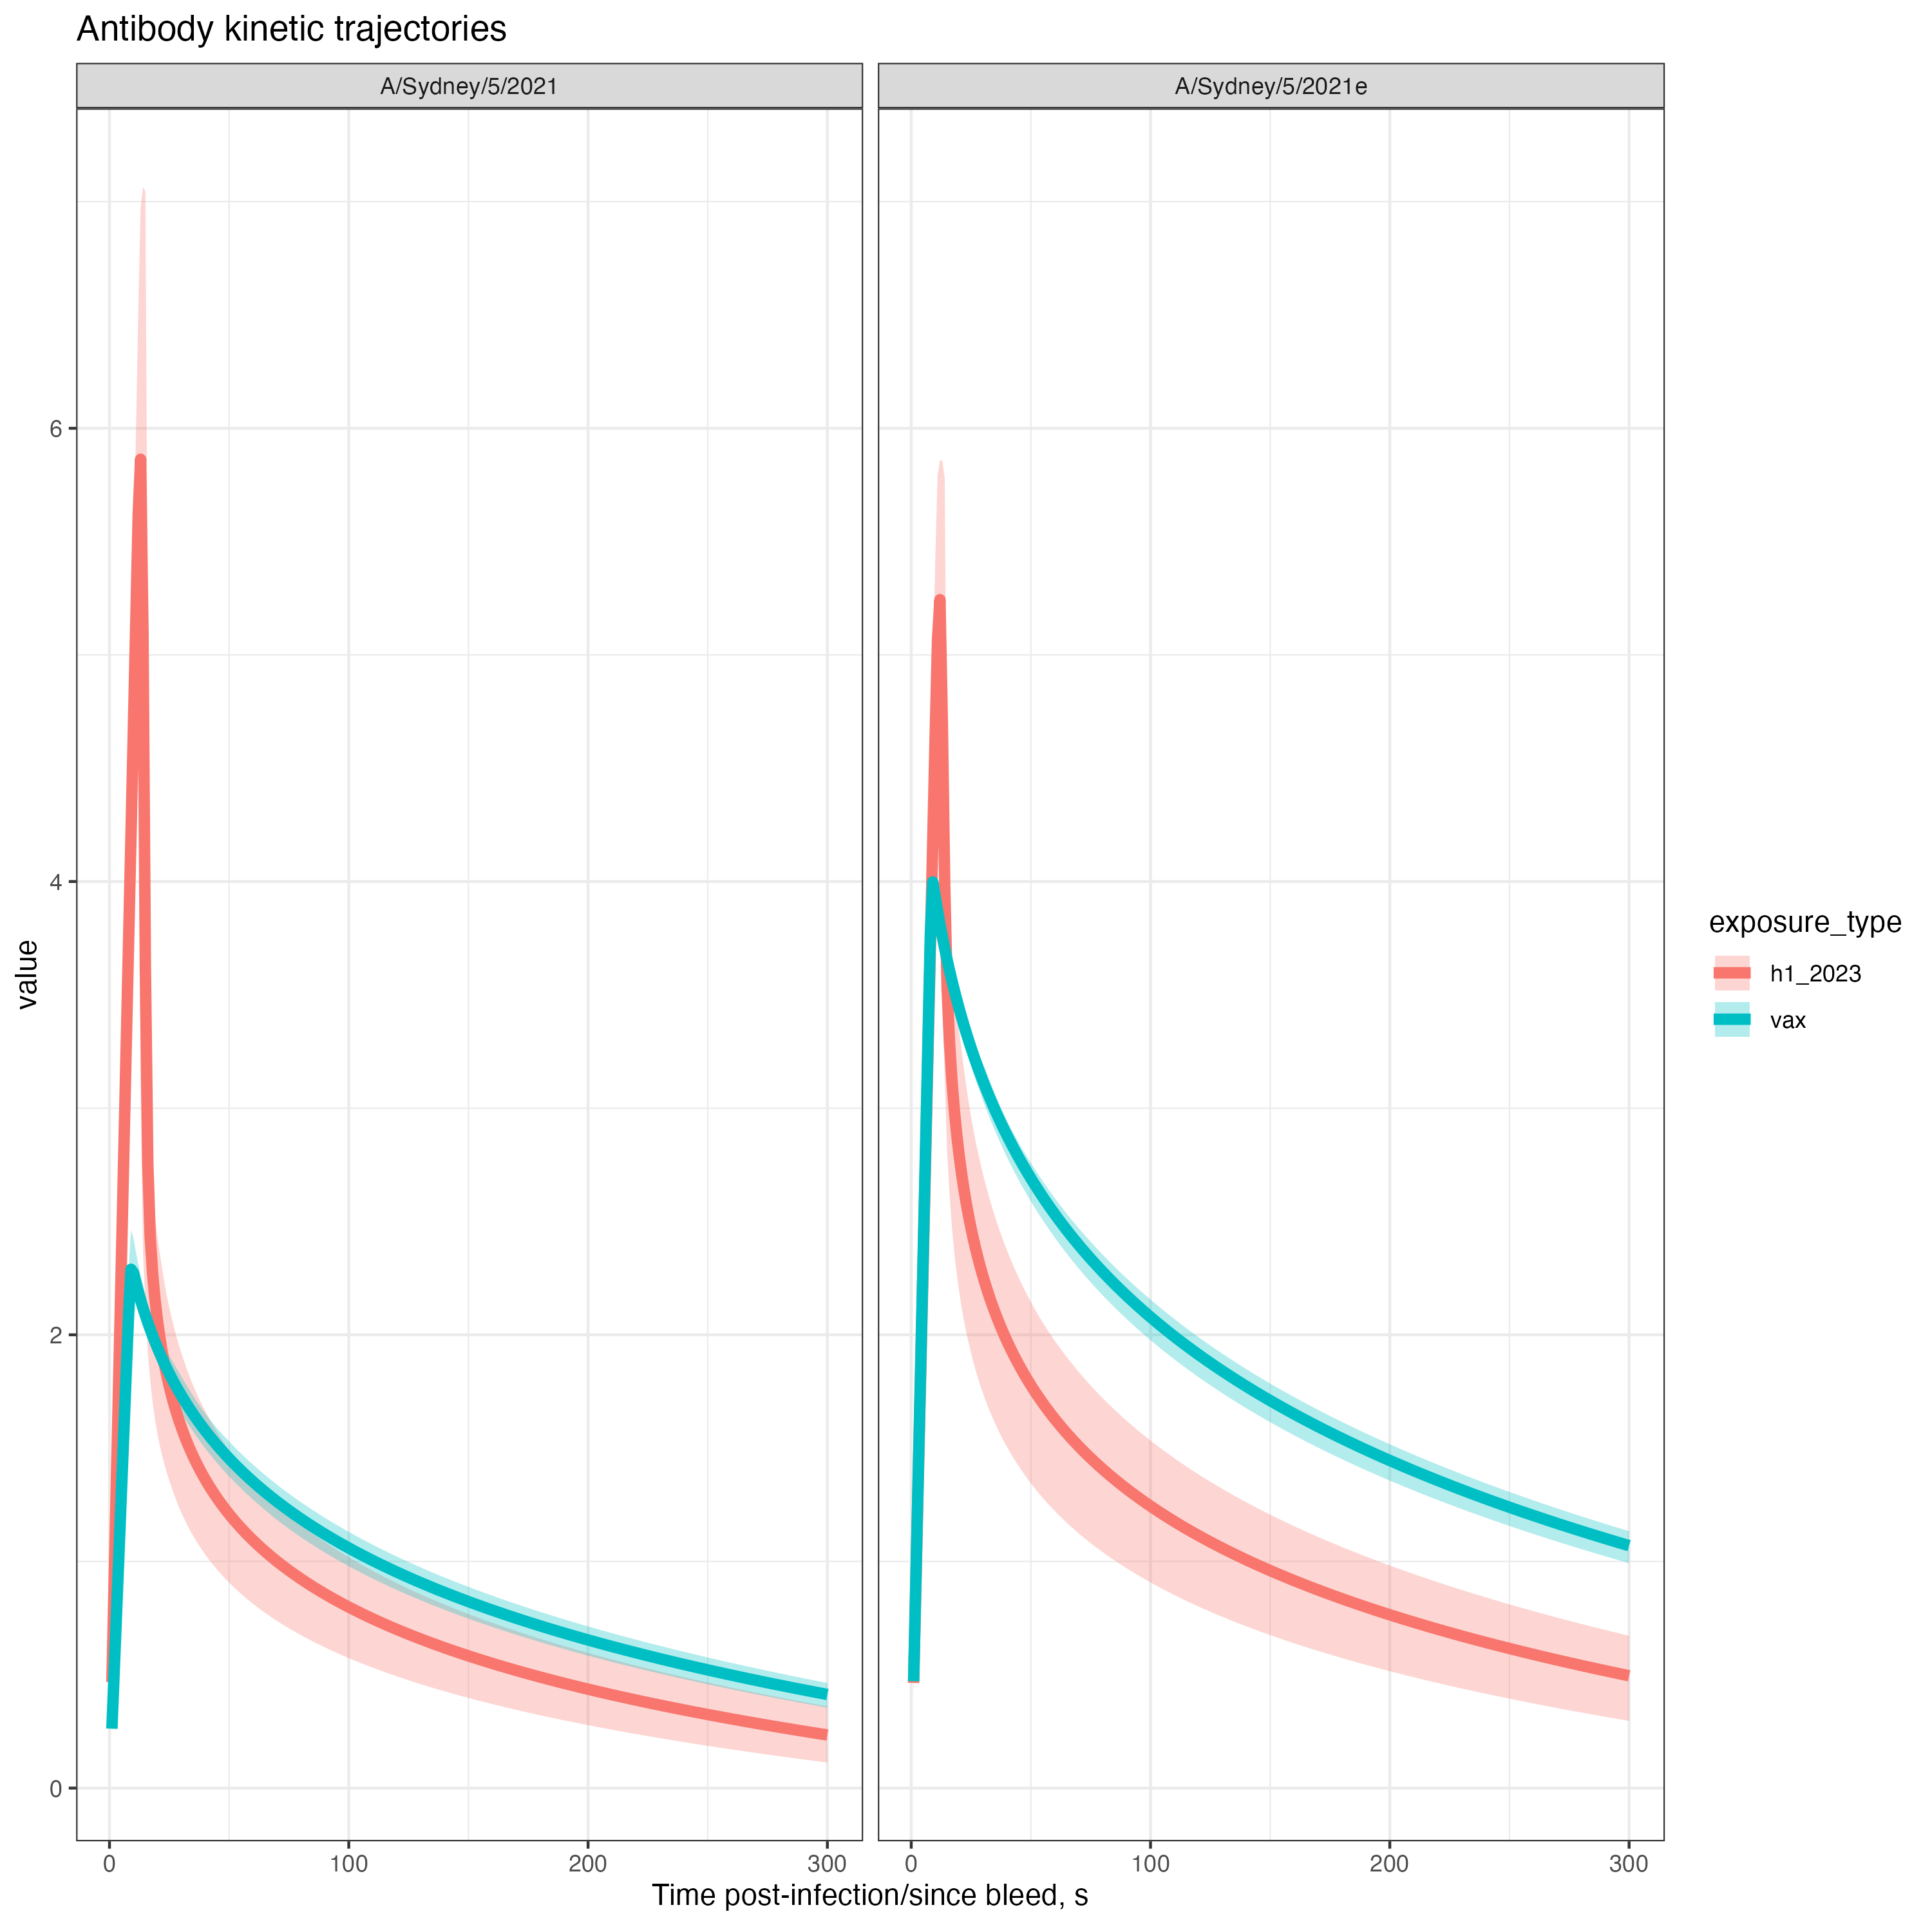 Antibody kinetic trajectories
A/Sydney/5/2021
A/Sydney/5/2021e
6
4
2
0
value
0
100
200
300
0
100
200
300
Time post-infection/since bleed, s
exposure_type
h1_2023
vax